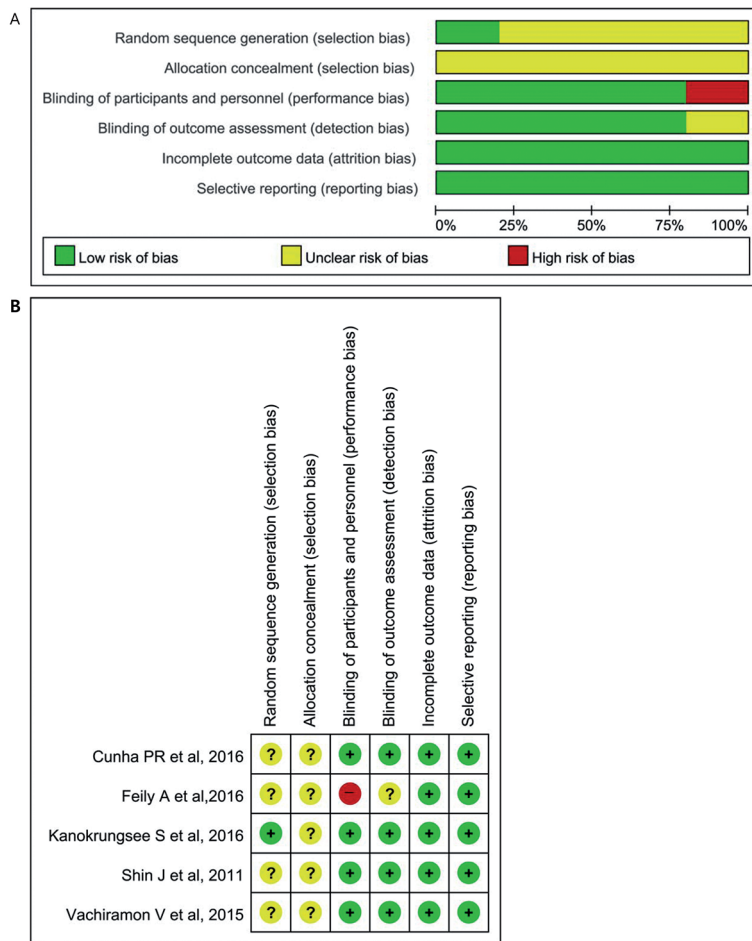 A
Random sequence generation (selection bias)
Allocation concealment (selection bias)
Blinding of participants and personnel (performance bias)
Blinding of outcome assessment (detection bias)
Incomplete outcome data (attrition bias)
Selective reporting (reporting bias)
0% 25% 50% 75% 100%
Low risk of bias Unclear risk of bias High risk of bias
B
Random sequence generation (selection bias)
Allocation concealment (selection bias)
Blinding of participants and personnel (performance bias)
Blinding of outcome assessment (detection bias)
Incomplete outcome data (attrition bias)
Selective reporting (reporting bias)
Cunha PR et al, 2016 ? ? + + + +
Feily A et al,2016 ? ? − ? + +
Kanokrungsee S et al, 2016 + ? + + + +
Shin J et al, 2011 ? ? + + + +
Vachiramon V et al, 2015 ? ? + + + +